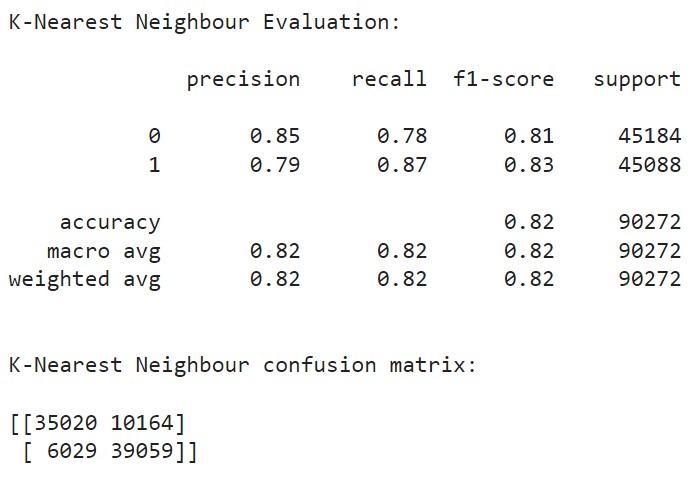 K-Nearest Neighbour Evaluation:
precision recall f1-score support
0 0.85 0.78 0.81 45184
1 0.79 0.87 0.83 45088
accuracy 0.82 90272
macro avg 0.82 0.82 0.82 90272
weighted avg 0.82 0.82 0.82 90272
K-Nearest Neighbour confusion matrix:
[[35020 10164]
[ 6029 39059]]